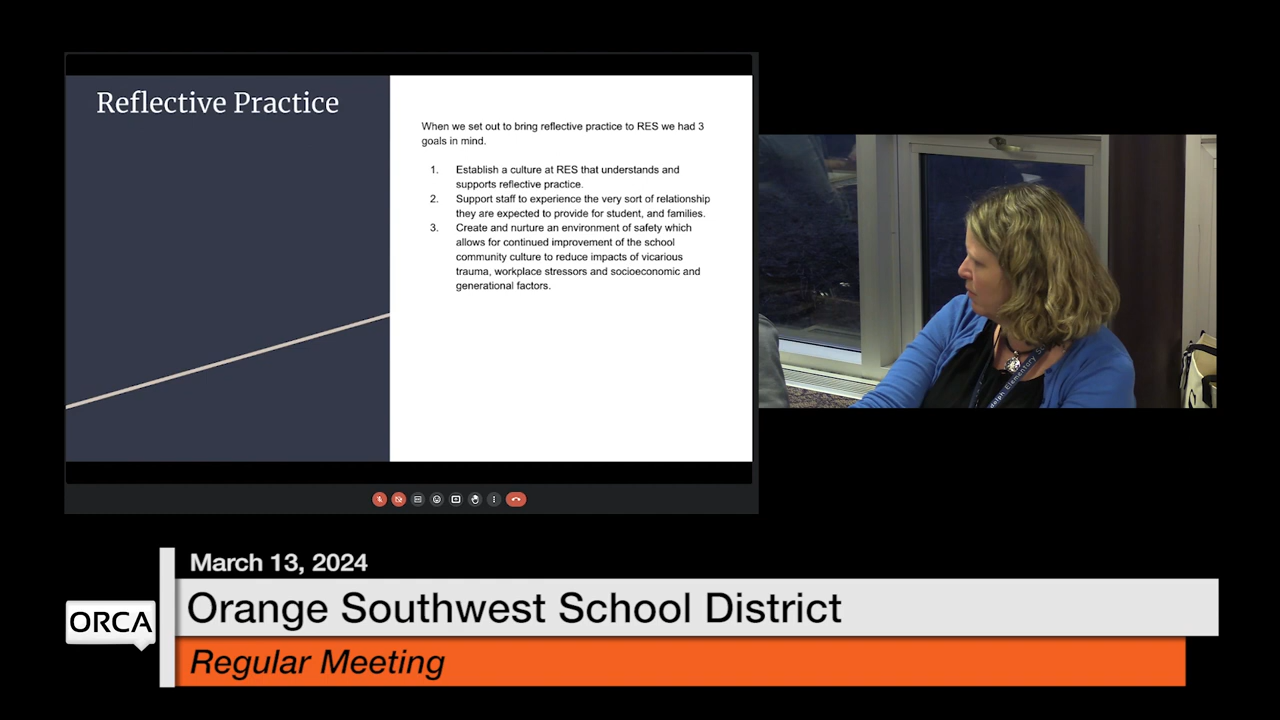 Reflective Practice
When we set out to bring reflective practice to RES we had 3
goals in mind.
1. Establish a culture at RES that understands and
supports reflective practice.
2. Support staff to experience the very sort of relationship
they are expected to provide for student, and families.
3. Create and nurture an environment of safety which
allows for continued improvement of the school
community culture to reduce impacts of vicarious
trauma, workplace stressors and socioeconomic and
generational factors.
Elementary
March 13, 2024
ORCA
Orange Southwest School District
Regular Meeting